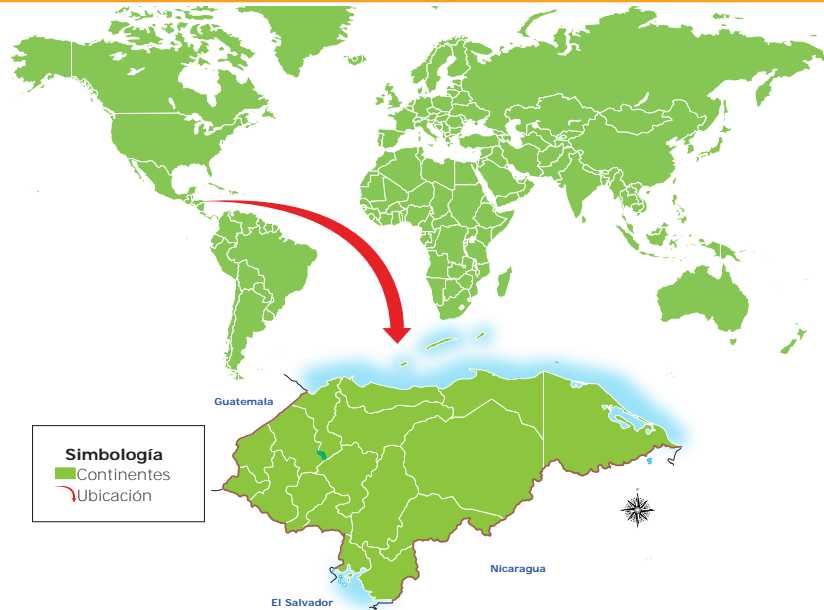 Guatemala
Simbología
Continentes
Ubicación
Nicaragua
El Salvador